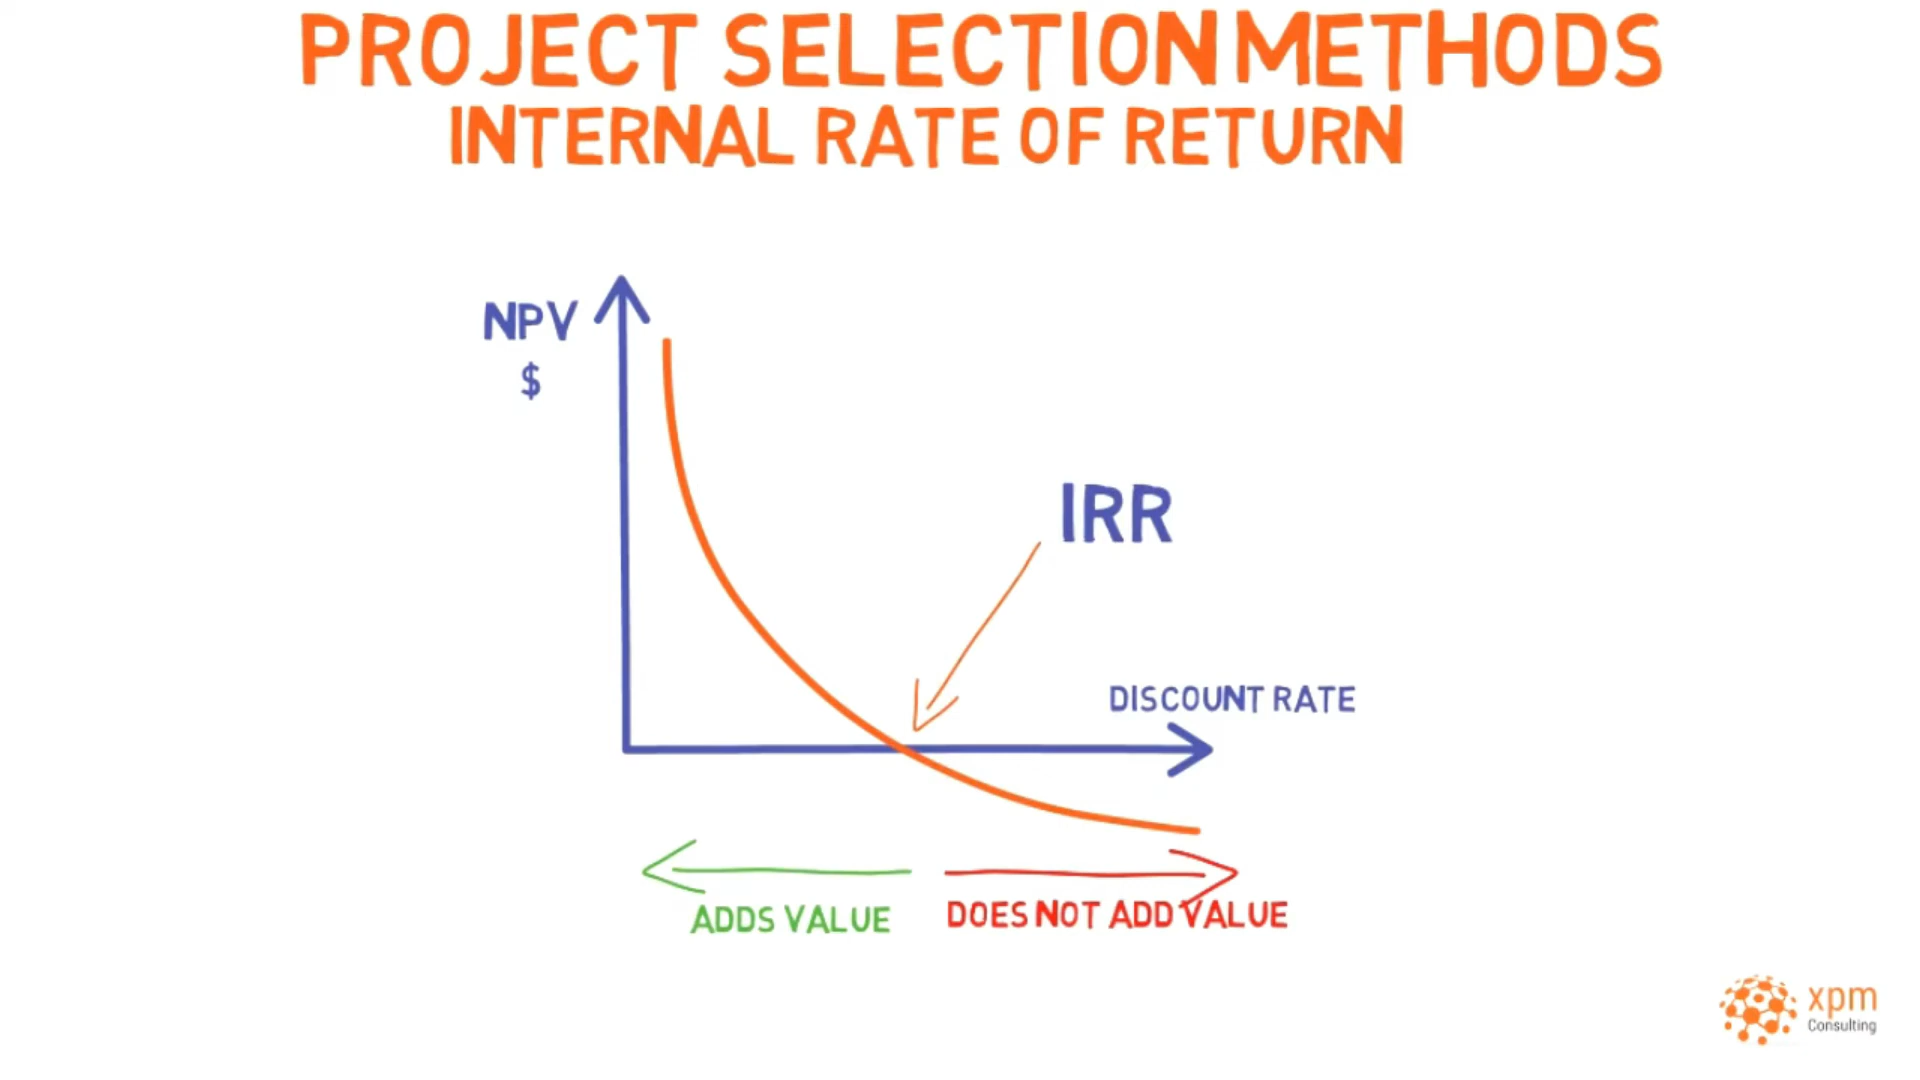 PROJECT SELECTION METHODS
INTERNAL RATE OF RETURN
NPV
$
IRR
DISCOUNT RATE
ADDS VALUE
DOES NOT ADD VALUE
xpm
Consulting